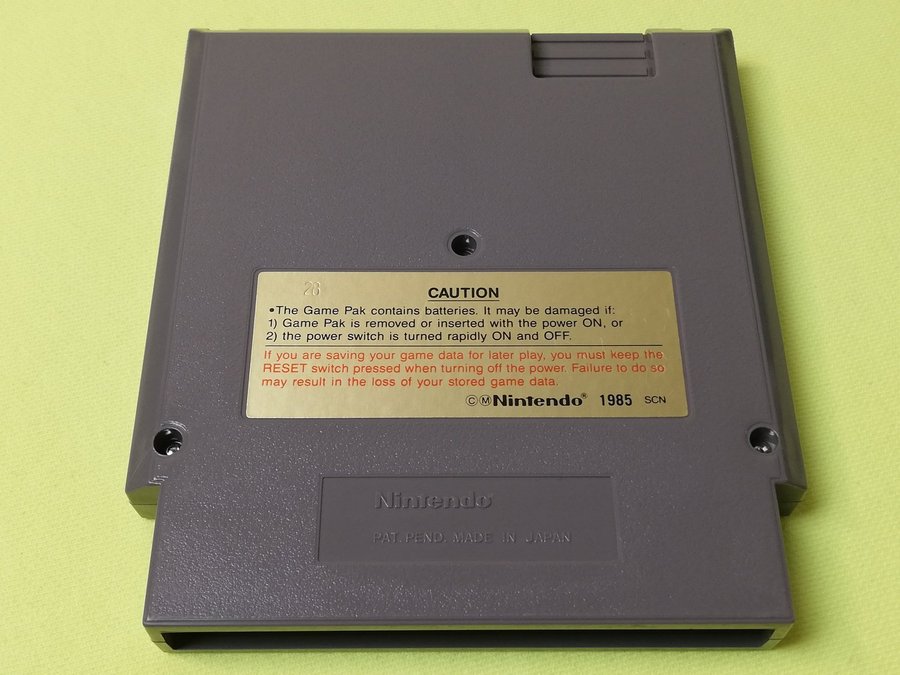 28
CAUTION
•The Game Pak contains batteries. It may be damaged if:
1) Game Pak is removed or inserted with the power ON, or
2) the power switch is turned rapidly ON and OFF.
If you are saving your game data for later play, you must keep the
RESET switch pressed when turning off the power. Failure to do so
may result in the loss of your stored game data.
ⒸⓂNintendo® 1985 SCN
Nintendo
PAT. PEND. MADE IN JAPAN